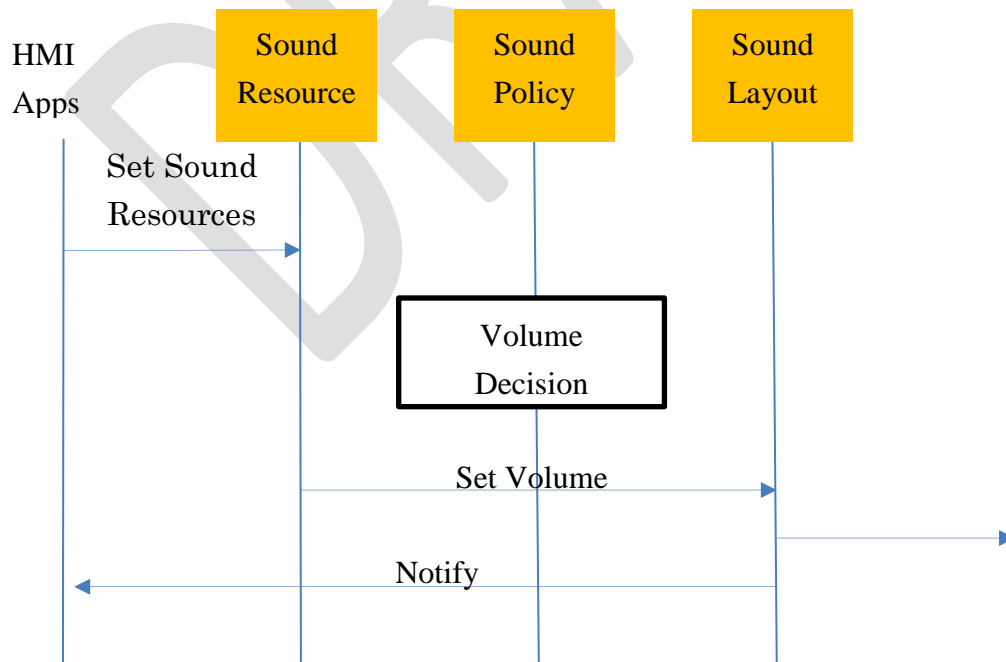 HMI
Apps
Sound
Resource
Sound
Policy
Sound
Layout
Set Sound
Resources
Volume
Decision
Set Volume
Notify